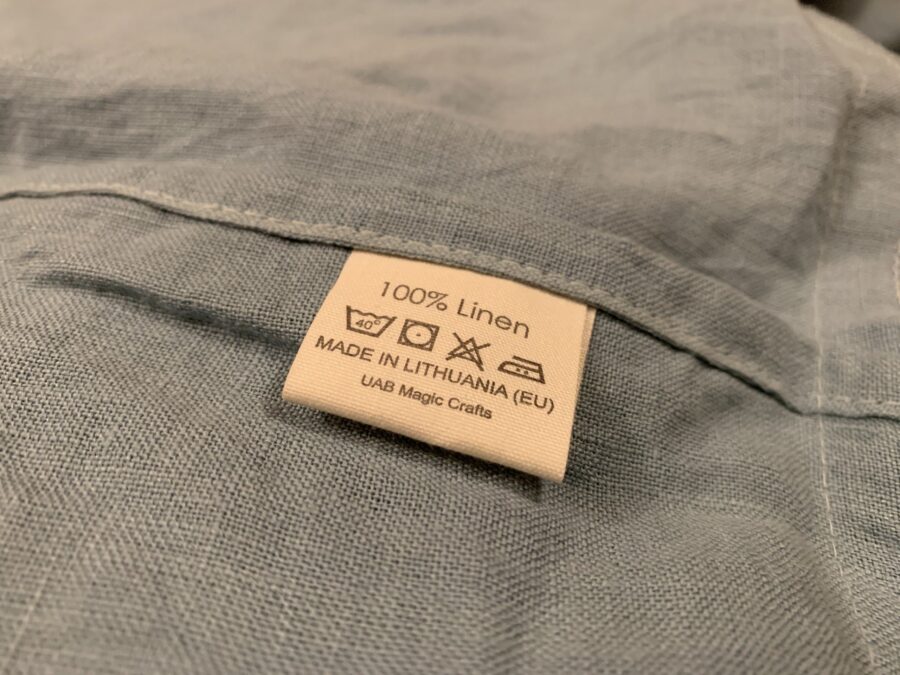 100% Linen
40°
MADE IN LITHUANIA (EU)
UAB Magic Crafts